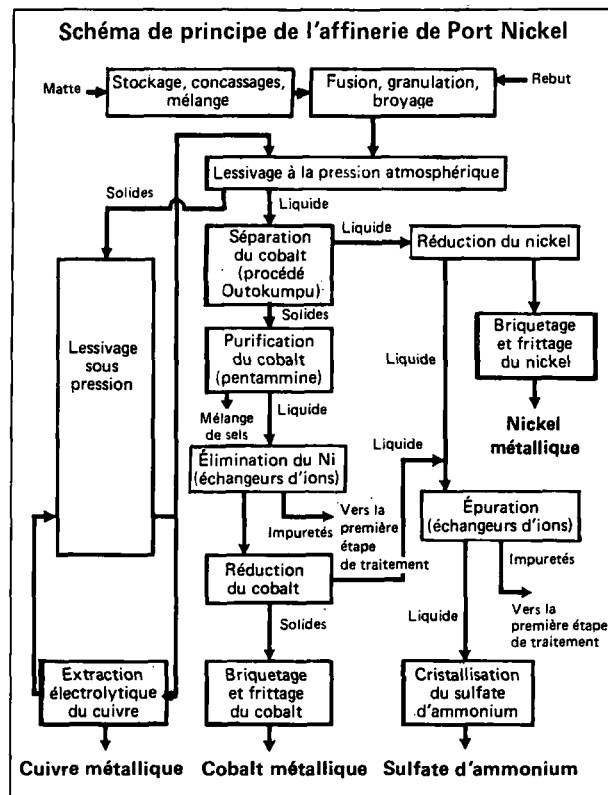 Schéma de principe de l'affinerie de Port Nickel
Matte
Stockage, concassages,
mélange
Fusion, granulation,
broyage
Rebut
Lessivage à la pression atmosphérique
Solides
Liquide
Séparation
du cobalt
(procédé
Outokumpu)
Liquide
Réduction du nickel
Solides
Lessivage
sous
pression
Purification
du cobalt
(pentammine)
Liquide
Briquetage
et frittage
du nickel
Mélange
de sels
Liquide
Nickel
métallique
Liquide
Élimination du Ni
(échangeurs d'ions)
Impuretés
Vers la
première
étape
de traitement
Épuration
(échangeurs d'ions)
Impuretés
Réduction
du cobalt
Liquide
Vers la
première étape
de traitement
Solides
Extraction
électrolytique
du cuivre
Briquetage
et frittage
du cobalt
Cristallisation
du sulfate
d'ammonium
Cuivre métallique
Cobalt métallique
Sulfate d'ammonium